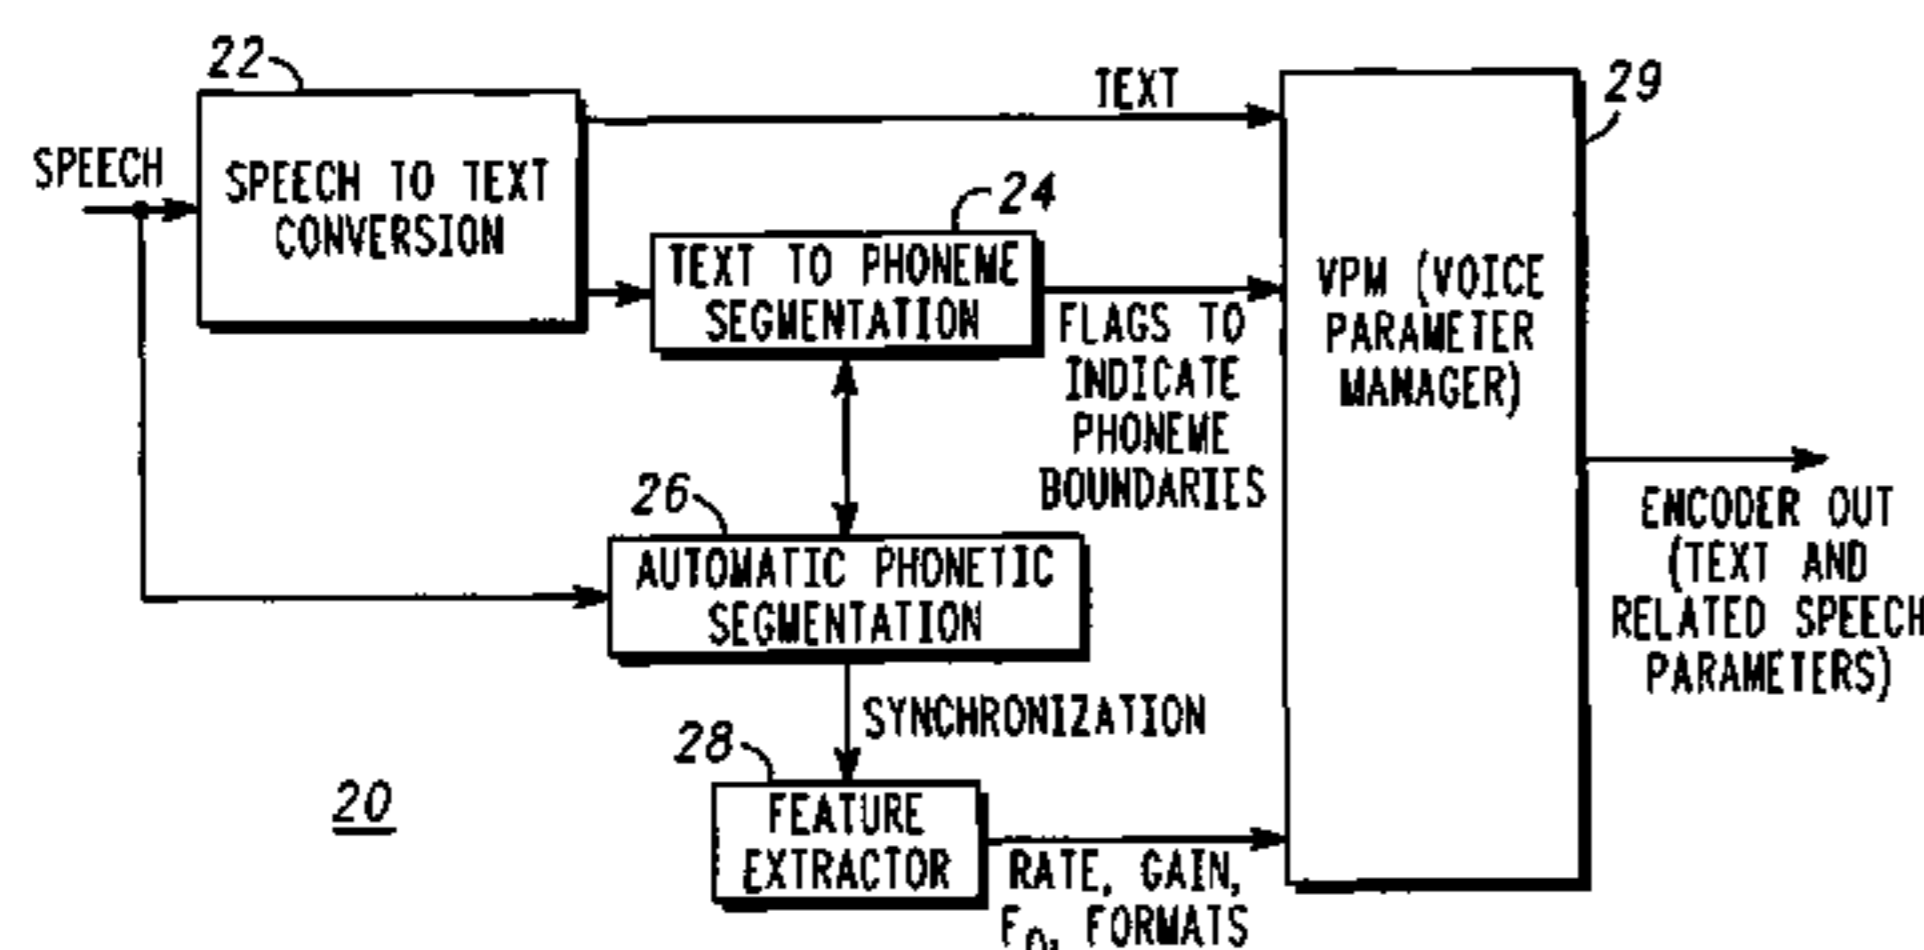 22
TEXT
29
SPEECH
SPEECH TO TEXT
CONVERSION
24
TEXT TO PHONEME
SEGMENTATION
FLAGS TO
INDICATE
PHONEME
BOUNDARIES
VPM (VOICE
PARAMETER
MANAGER)
26
AUTOMATIC PHONETIC
SEGMENTATION
ENCODER OUT
(TEXT AND
RELATED SPEECH
PARAMETERS)
SYNCHRONIZATION
28
20
FEATURE
EXTRACTOR
RATE, GAIN,
F0, FORMATS